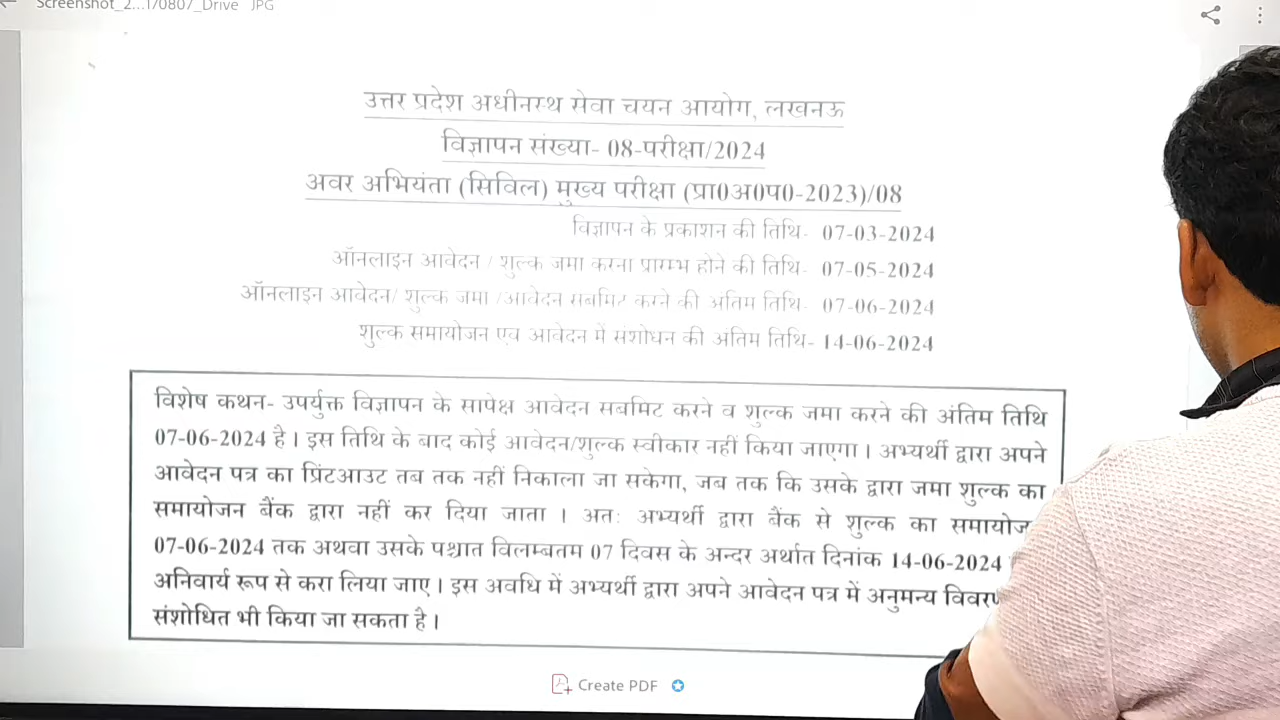 Screenshot_2...170807_Drive JPG
उत्तर प्रदेश अधीनस्थ सेवा चयन आयोग, लखनऊ
विज्ञापन संख्या- 08-परीक्षा/2024
अवर अभियंता (सिविल) मुख्य परीक्षा (प्रा0अ0प0-2023)/08
विज्ञापन के प्रकाशन की तिथि- 07-03-2024
ऑनलाइन आवेदन / शुल्क जमा करना प्रारम्भ होने की तिथि- 07-05-2024
ऑनलाइन आवेदन/ शुल्क जमा /आवेदन सबमिट करने की अंतिम तिथि- 07-06-2024
शुल्क समायोजन एवं आवेदन में संशोधन की अंतिम तिथि- 14-06-2024
विशेष कथन- उपर्युक्त विज्ञापन के सापेक्ष आवेदन सबमिट करने व शुल्क जमा करने की अंतिम तिथि
07-06-2024 है। इस तिथि के बाद कोई आवेदन/शुल्क स्वीकार नहीं किया जाएगा। अभ्यर्थी द्वारा अपने
आवेदन पत्र का प्रिंटआउट तब तक नहीं निकाला जा सकेगा, जब तक कि उसके द्वारा जमा शुल्क का
समायोजन बैंक द्वारा नहीं कर दिया जाता । अतः अभ्यर्थी द्वारा बैंक से शुल्क का
07-06-2024 तक अथवा उसके पश्चात विलम्बतम 07 दिवस के अन्दर अर्थात दिनांक 14-06-2024
अनिवार्य रूप से करा लिया जाए। इस अवधि में अभ्यर्थी द्वारा अपने आवेदन पत्र में अनुमन्य
संशोधित भी किया जा सकता है।
Create PDF